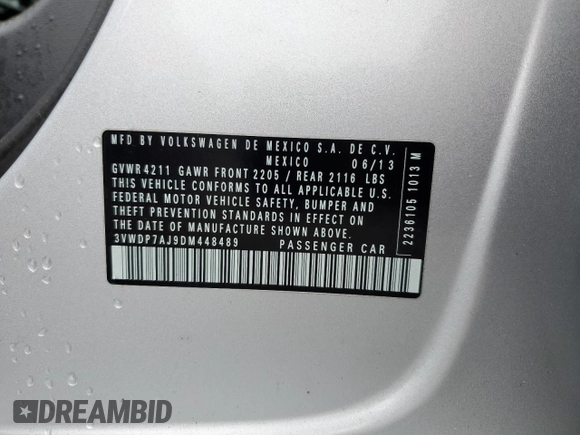 MFD BY VOLKSWAGEN DE MEXICO S.A. DE C.V.
MEXICO 06/13
GVWR 4211 GAWR FRONT 2205 / REAR 2116 LBS
THIS VEHICLE CONFORMS TO ALL APPLICABLE U.S.
FEDERAL MOTOR VEHICLE SAFETY, BUMPER AND
THEFT PREVENTION STANDARDS IN EFFECT ON
THE DATE OF MANUFACTURE SHOWN ABOVE.
3VWDP7AJ9DM448489 PASSENGER CAR
2236105 1013 M
DREAMBID